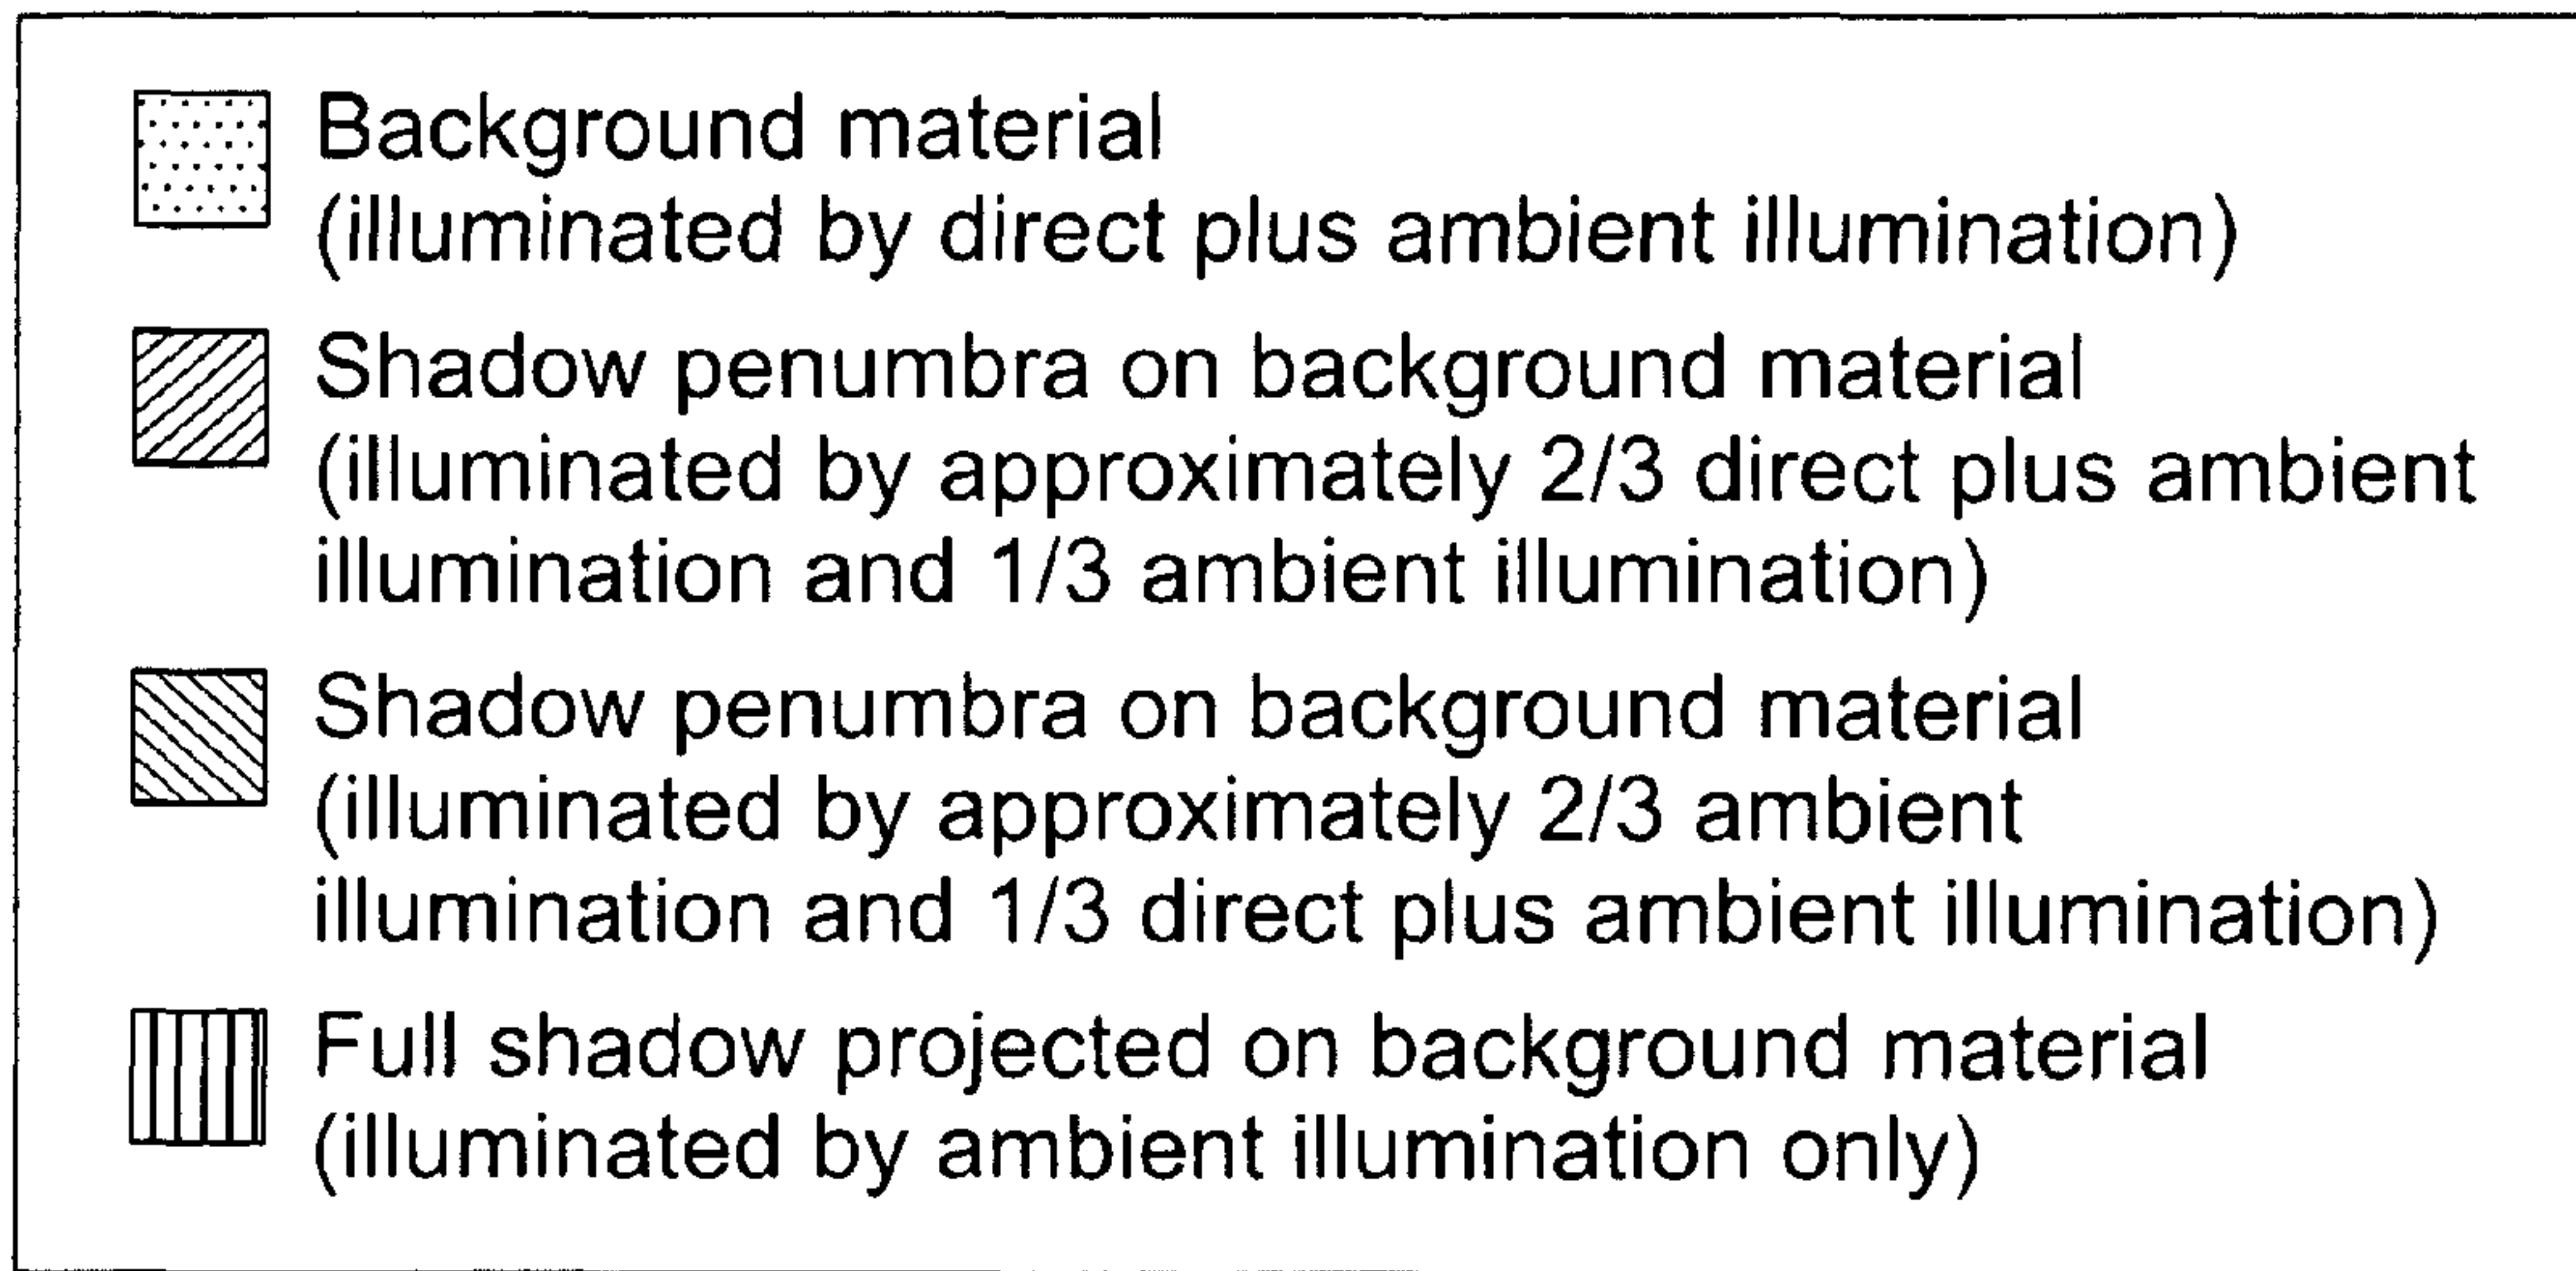 Background material
(illuminated by direct plus ambient illumination)
Shadow penumbra on background material
(illuminated by approximately 2/3 direct plus ambient
illumination and 1/3 ambient illumination)
Shadow penumbra on background material
(illuminated by approximately 2/3 ambient
illumination and 1/3 direct plus ambient illumination)
Full shadow projected on background material
(illuminated by ambient illumination only)